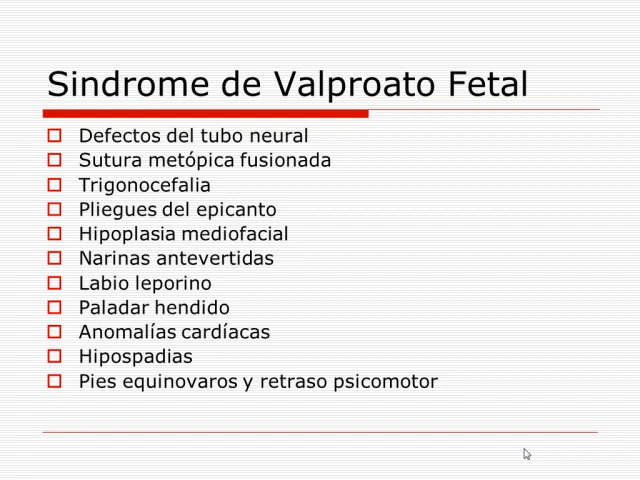 Sindrome de Valproato Fetal
Defectos del tubo neural
Sutura metópica fusionada
Trigonocefalia
Pliegues del epicanto
Hipoplasia mediofacial
Narinas antevertidas
Labio leporino
Paladar hendido
Anomalías cardíacas
Hipospadias
Pies equinovaros y retraso psicomotor